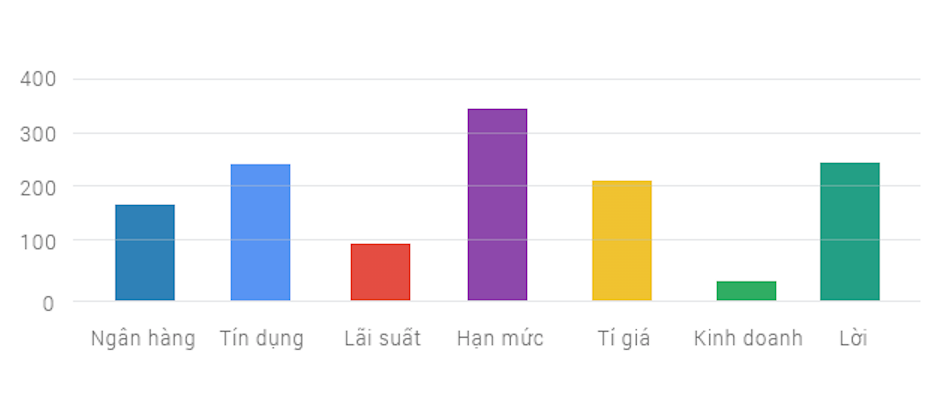 400
300
200
100
0
Ngân hàng
Tín dụng
Lãi suất
Hạn mức
Tí giá
Kinh doanh
Lời